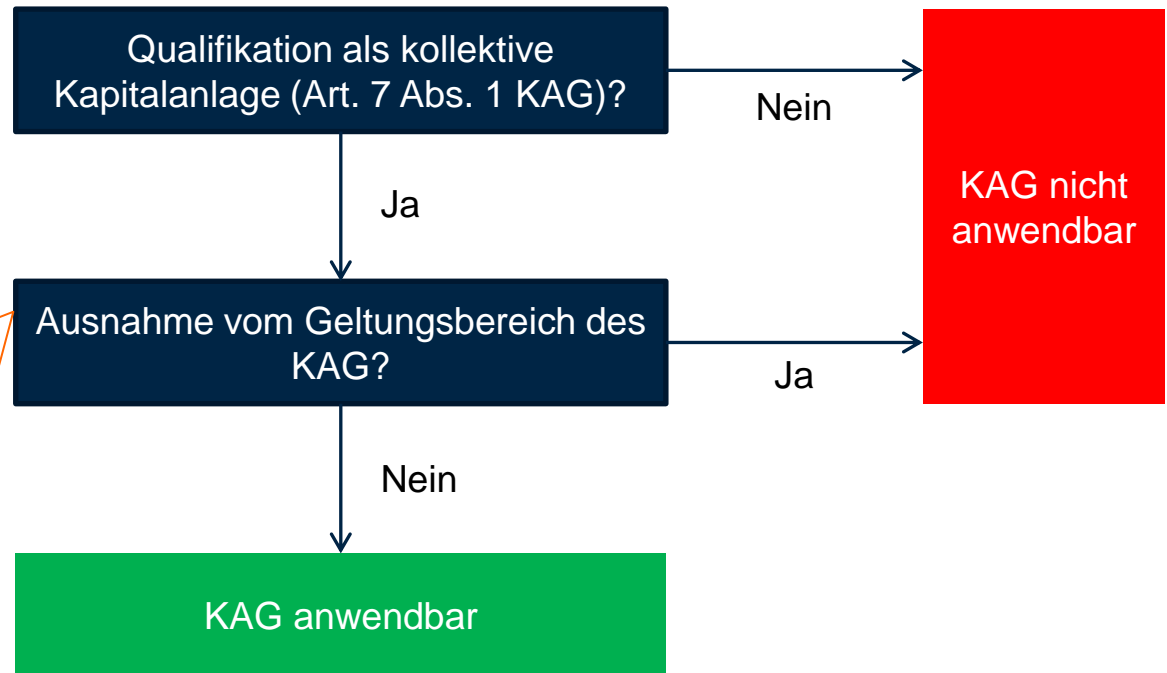 Qualifikation als kollektive
Kapitalanlage (Art. 7 Abs. 1 KAG)?
Nein
KAG nicht
anwendbar
Ja
Ausnahme vom Geltungsbereich des
KAG?
Ja
Nein
KAG anwendbar